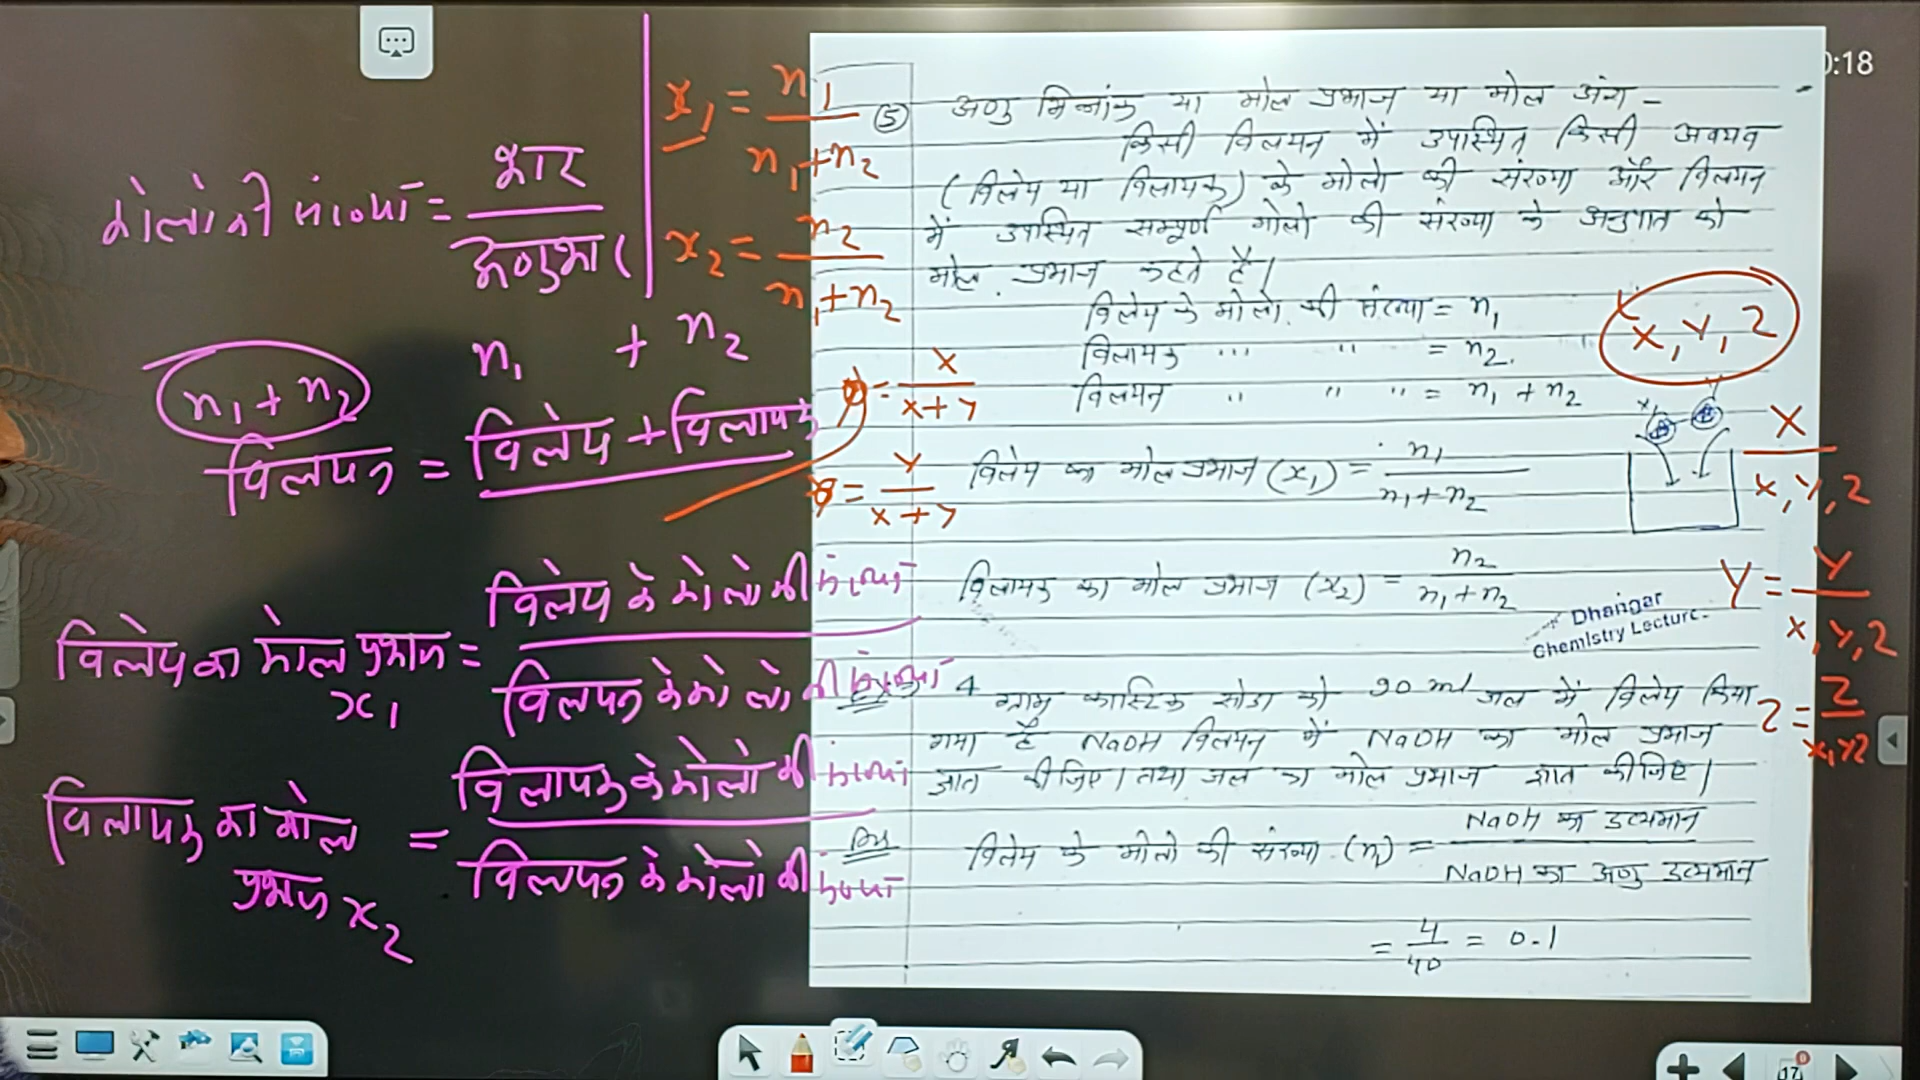 0:18
मोलो की संख्या = भार / अणुभार
x₁ = n₁ / n₁+n₂
x₂ = n₂ / n₁+n₂
n₁ + n₂
n₁ + n₂
विलयन = विलेय + विलायक
विलेय का मोल प्रभाज x₁ = विलेय के मोलो की संख्या / विलयन के मोलो की संख्या
विलायक का मोल प्रभाज x₂ = विलायक के मोलो की संख्या / विलयन के मोलो की संख्या
= x / x+y
= y / x+y
⑤ अणु भिन्नांक या मोल प्रभाज या मोल अंश –
किसी विलयन में उपस्थित किसी अवयव
(विलेय या विलायक) के मोलो की संख्या और विलयन
में उपस्थित सम्पूर्ण मोलो की संख्या के अनुपात को
मोल प्रभाज कहते है।
विलेय के मोलो की संख्या = n₁
विलायक ... " = n₂.
विलयन " " " = n₁ + n₂
विलेय का मोल प्रभाज (x₁) = n₁ / n₁+n₂
विलायक का मोल प्रभाज (x₂) = n₂ / n₁+n₂
Dhangar
Chemistry Lecture.
4 ग्राम कास्टिक सोडा को 90 ml जल में विलेय किया
गया है NaOH विलयन में NaOH का मोल प्रभाज
ज्ञात कीजिए। तथा जल का मोल प्रभाज ज्ञात कीजिए।
विलेय के मोलो की संख्या (n₁) = NaOH का द्रव्यमान / NaOH का अणु द्रव्यमान
= 4/40 = 0.1
x, y, z
x / x, y, z
y = y / x, y, z
z = z / x, y, z
17